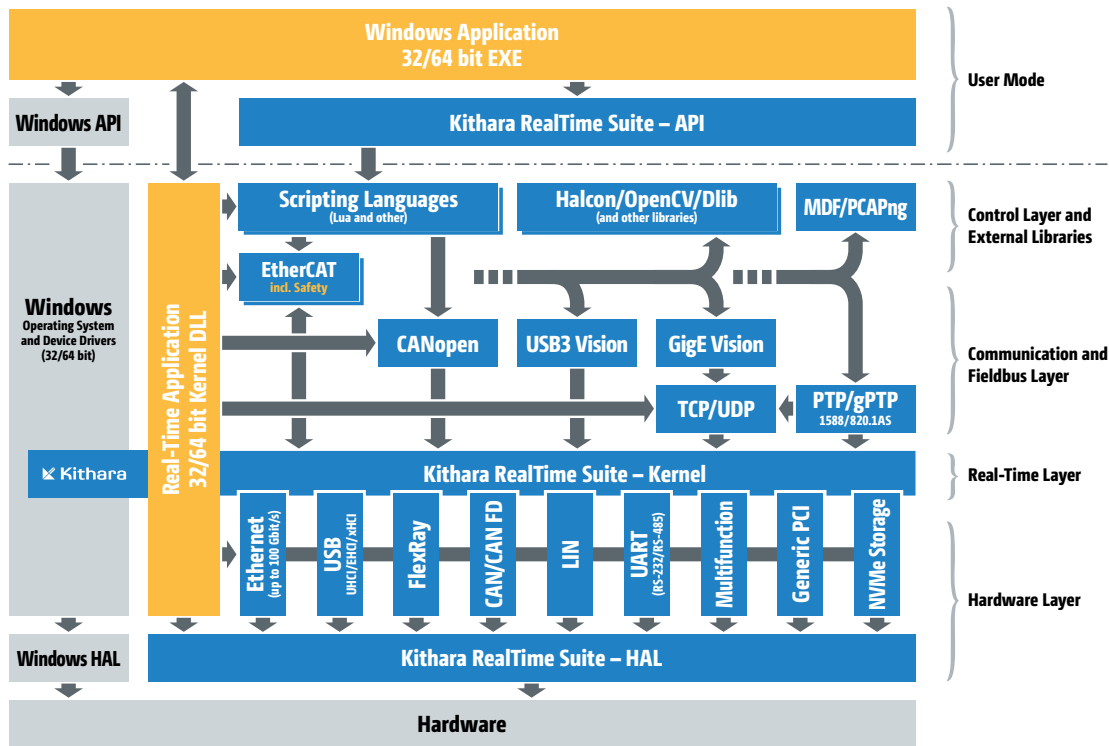 Windows Application
32/64 bit EXE
User Mode
Windows API
Kithara RealTime Suite – API
Scripting Languages
(Lua and other)
Halcon/OpenCV/Dlib
(and other libraries)
MDF/PCAPng
Control Layer and
External Libraries
EtherCAT
incl. Safety
Windows
Operating System
and Device Drivers
(32/64 bit)
Real-Time Application
32/64 bit Kernel DLL
CANopen
USB3 Vision
GigE Vision
Communication and
Fieldbus Layer
TCP/UDP
PTP/gPTP
1588/820.1AS
Kithara
Kithara RealTime Suite – Kernel
Real-Time Layer
Ethernet
(up to 100 Gbit/s)
USB
UHCI/EHCI/xHCI
FlexRay
CAN/CAN FD
LIN
UART
(RS-232/RS-485)
Multifunction
Generic PCI
NVMe Storage
Hardware Layer
Windows HAL
Kithara RealTime Suite – HAL
Hardware